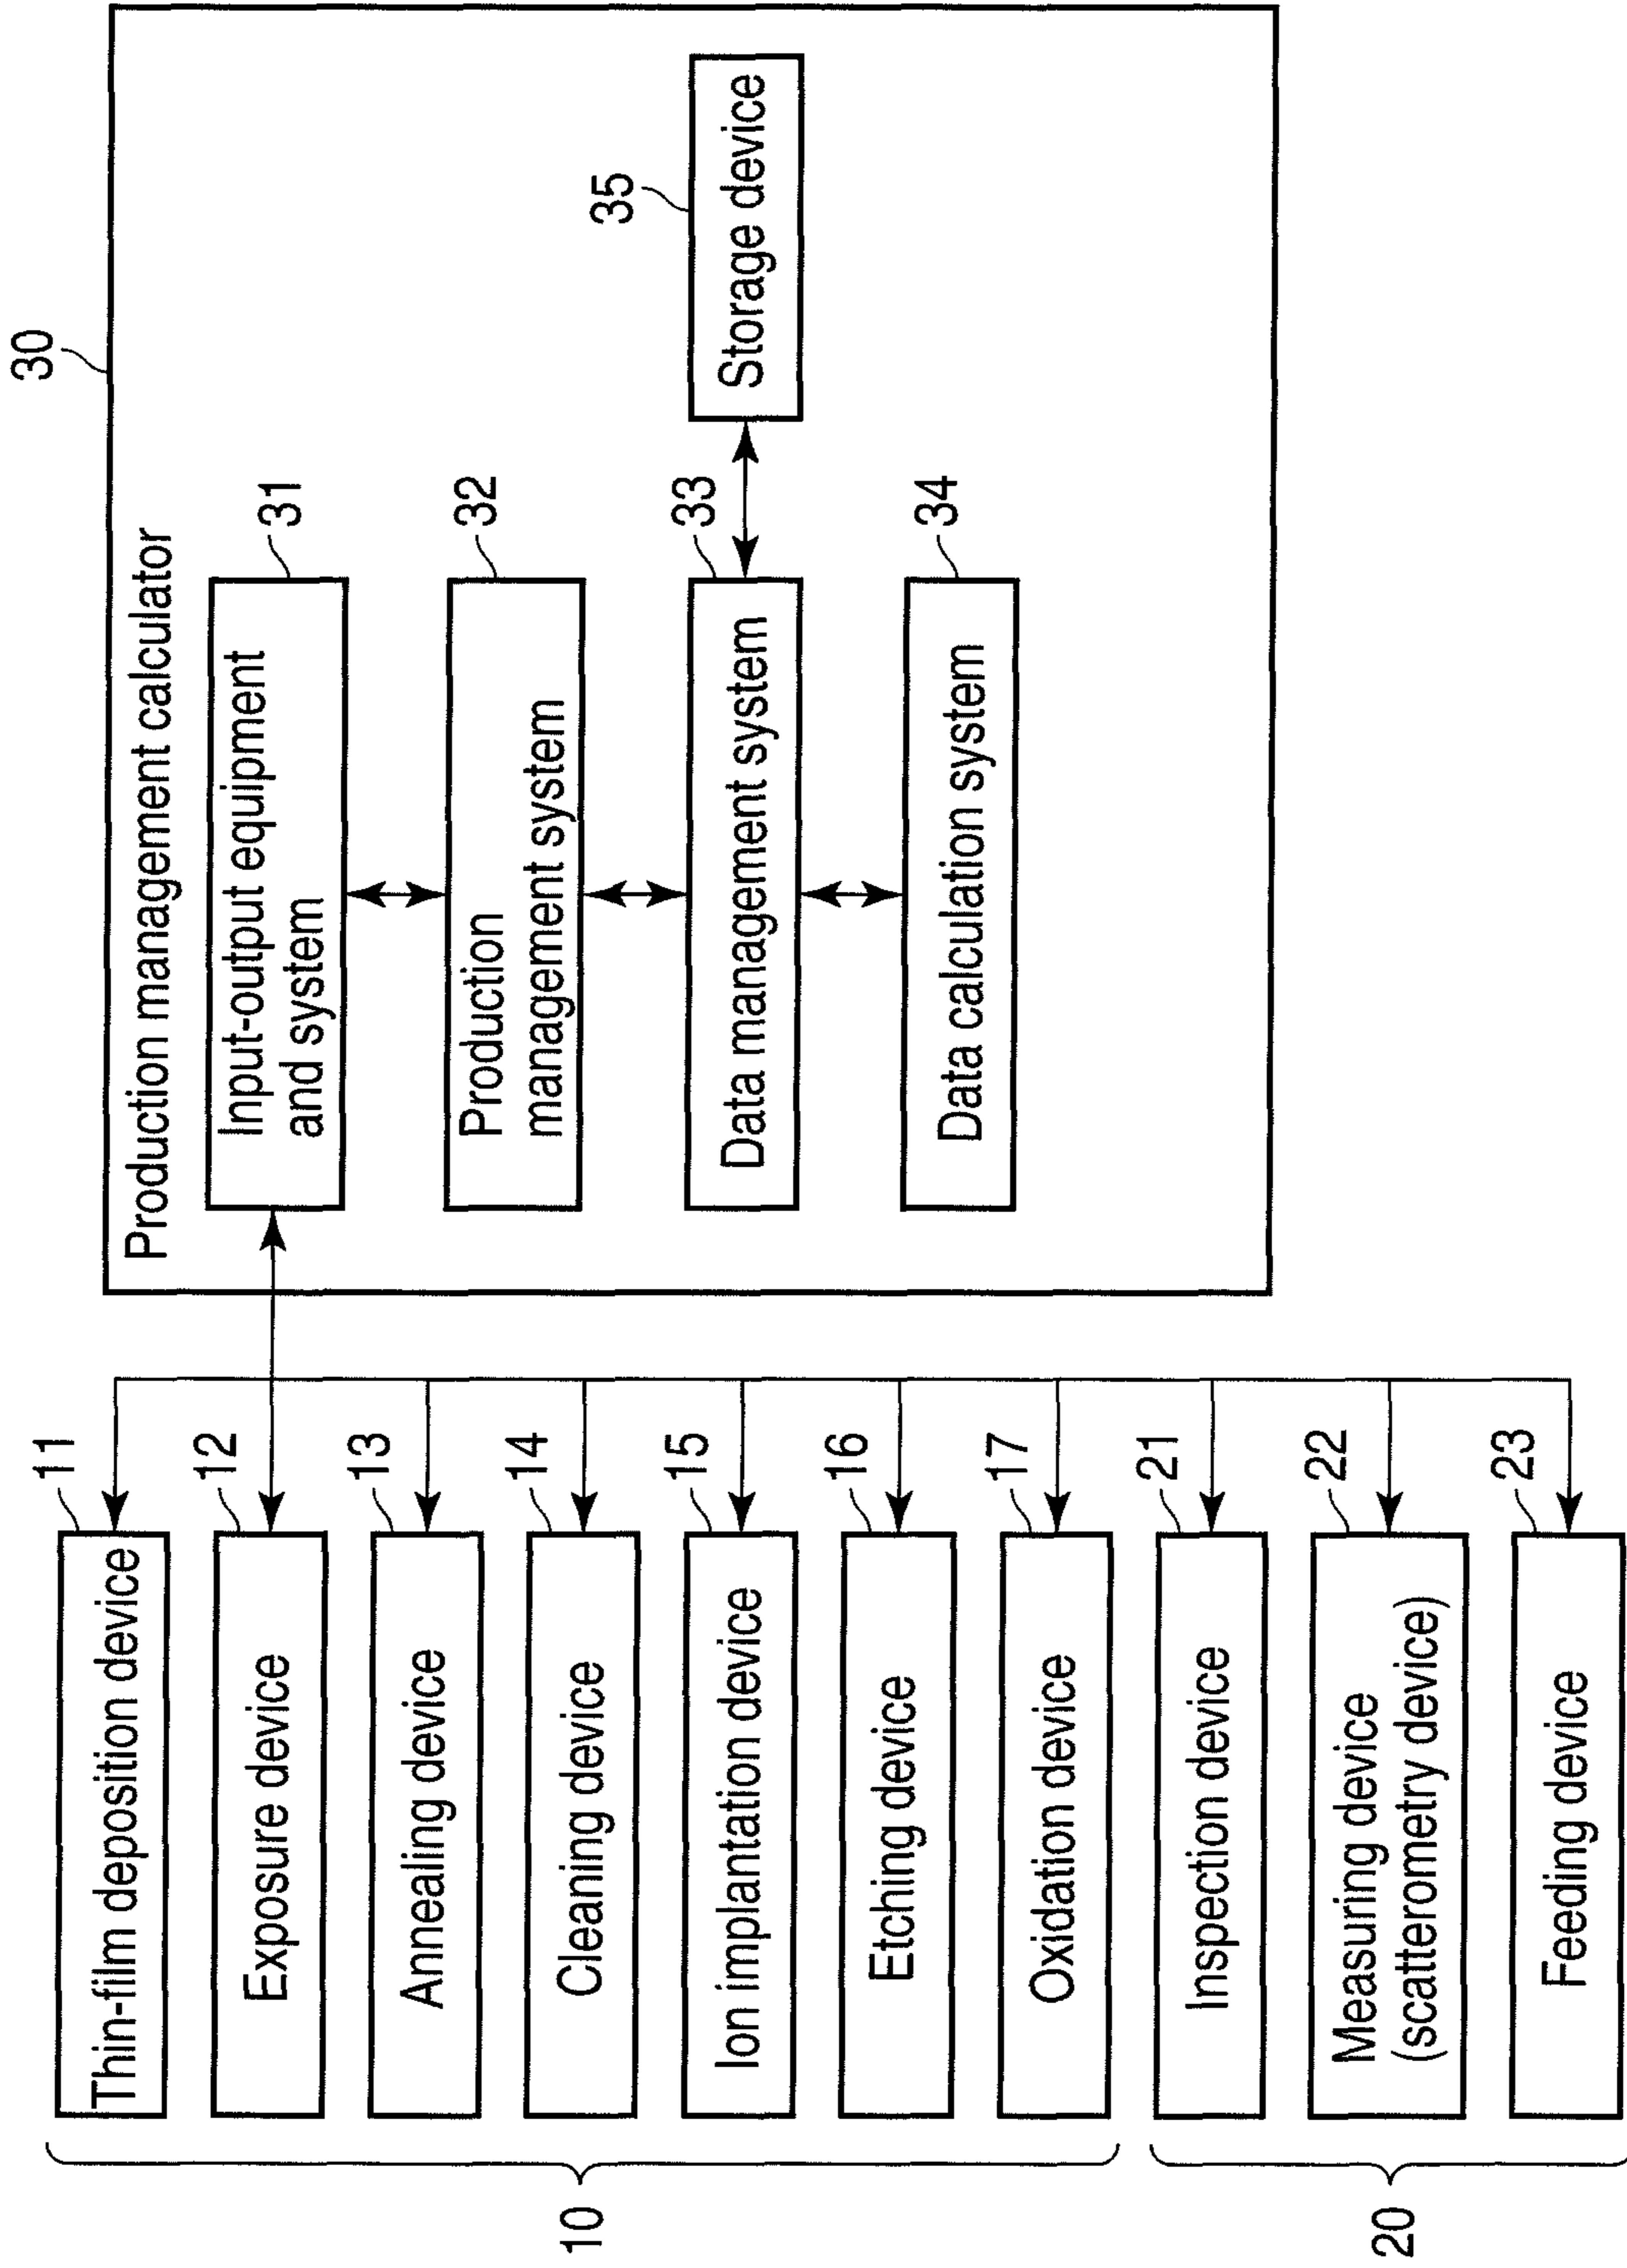 10
11
Thin-film deposition device
12
Exposure device
13
Annealing device
14
Cleaning device
15
Ion implantation device
16
Etching device
17
Oxidation device
20
21
Inspection device
22
Measuring device
(scatterometry device)
23
Feeding device
30
Production management calculator
31
Input-output equipment
and system
32
Production
management system
33
Data management system
35
Storage device
34
Data calculation system